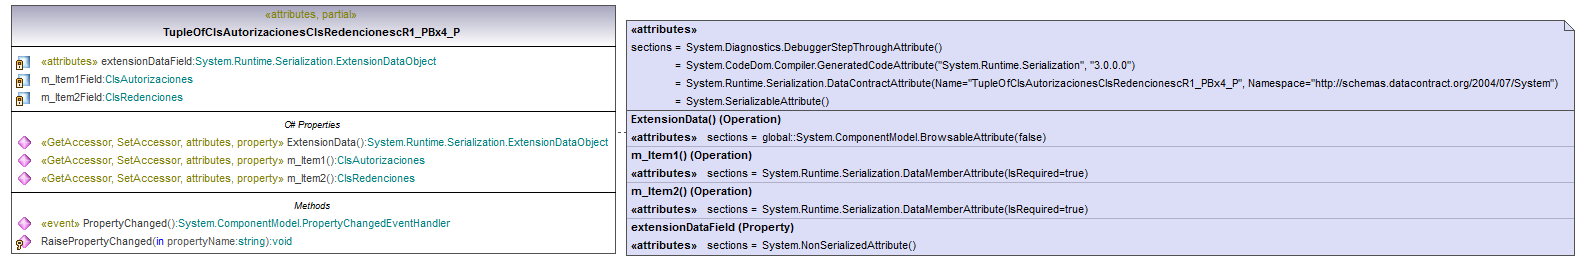 «attributes, partial»
TupleOfClsAutorizacionesClsRedencionescR1_PBx4_P
«attributes» extensionDataField:System.Runtime.Serialization.ExtensionDataObject
m_Item1Field:ClsAutorizaciones
m_Item2Field:ClsRedenciones
C# Properties
«GetAccessor, SetAccessor, attributes, property» ExtensionData():System.Runtime.Serialization.ExtensionDataObject
«GetAccessor, SetAccessor, attributes, property» m_Item1():ClsAutorizaciones
«GetAccessor, SetAccessor, attributes, property» m_Item2():ClsRedenciones
Methods
«event» PropertyChanged():System.ComponentModel.PropertyChangedEventHandler
RaisePropertyChanged(in propertyName:string):void
«attributes»
sections = System.Diagnostics.DebuggerStepThroughAttribute()
= System.CodeDom.Compiler.GeneratedCodeAttribute("System.Runtime.Serialization", "3.0.0.0")
= System.Runtime.Serialization.DataContractAttribute(Name="TupleOfClsAutorizacionesClsRedencionescR1_PBx4_P", Namespace="http://schemas.datacontract.org/2004/07/System")
= System.SerializableAttribute()
ExtensionData() (Operation)
«attributes» sections = global::System.ComponentModel.BrowsableAttribute(false)
m_Item1() (Operation)
«attributes» sections = System.Runtime.Serialization.DataMemberAttribute(IsRequired=true)
m_Item2() (Operation)
«attributes» sections = System.Runtime.Serialization.DataMemberAttribute(IsRequired=true)
extensionDataField (Property)
«attributes» sections = System.NonSerializedAttribute()